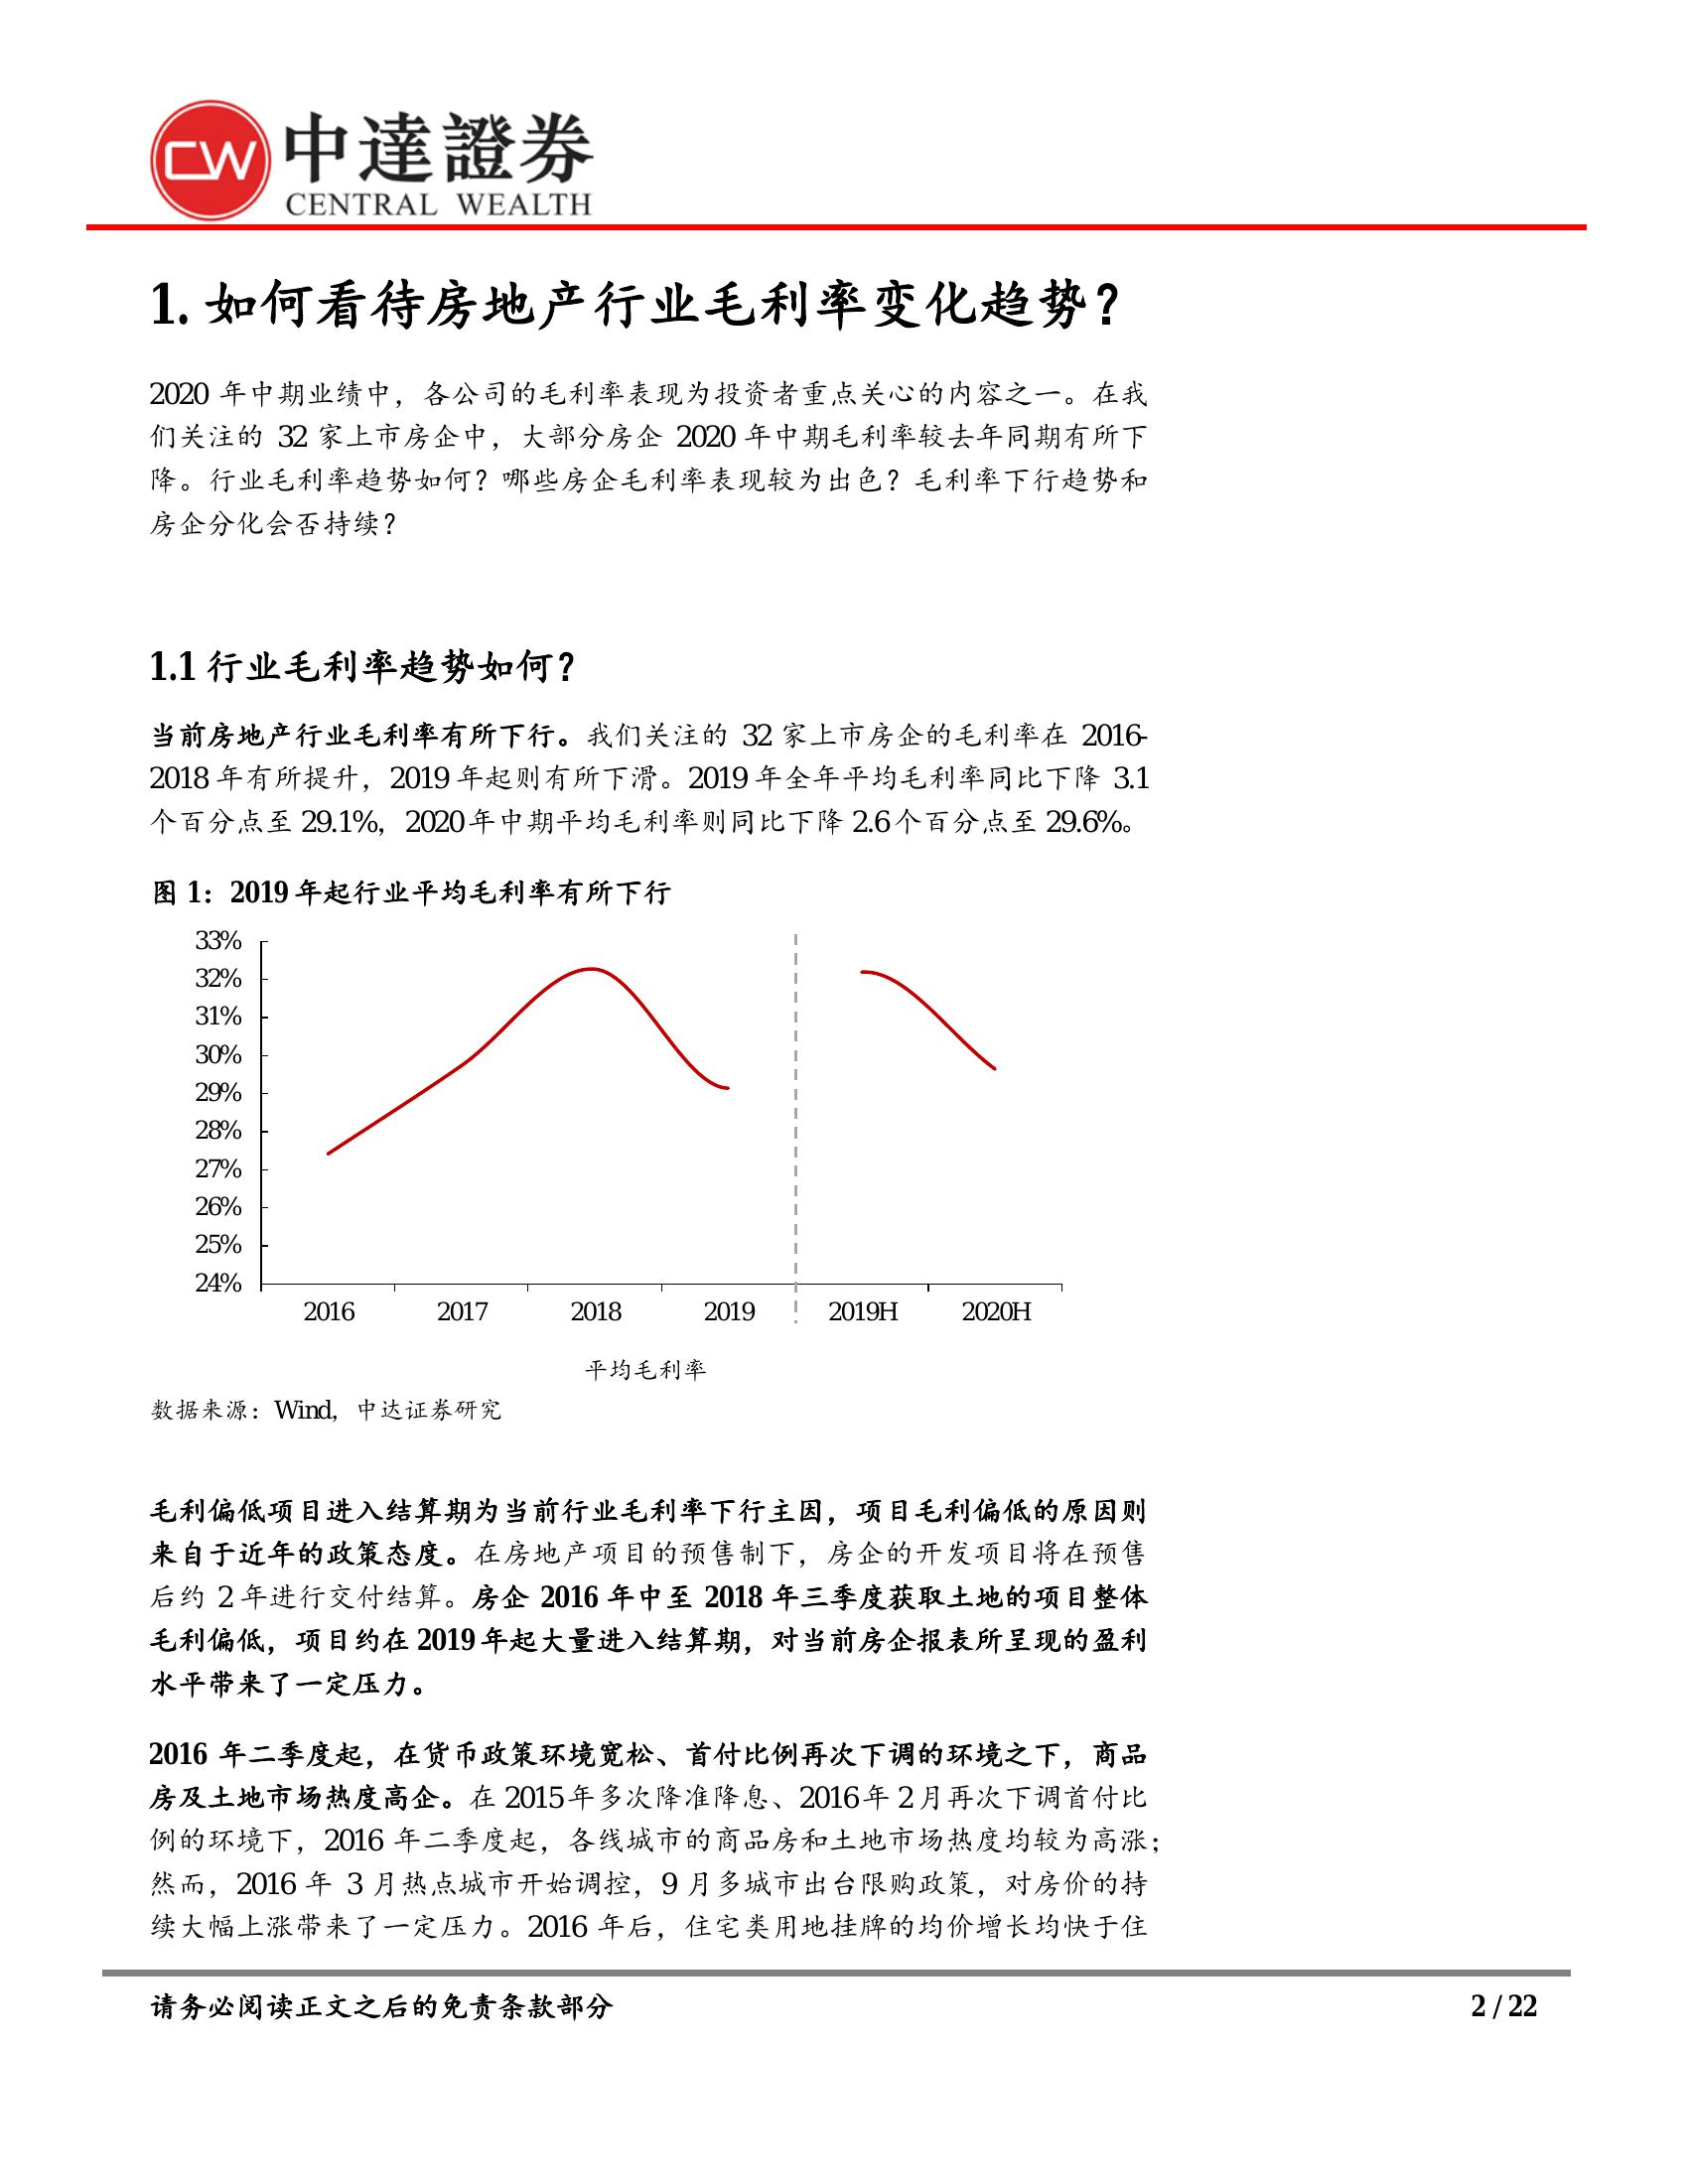 CW 中達證券
CENTRAL WEALTH
1. 如何看待房地产行业毛利率变化趋势？
2020 年中期业绩中，各公司的毛利率表现为投资者重点关心的内容之一。在我
们关注的 32 家上市房企中，大部分房企 2020 年中期毛利率较去年同期有所下
降。行业毛利率趋势如何？哪些房企毛利率表现较为出色？毛利率下行趋势和
房企分化会否持续？
1.1 行业毛利率趋势如何？
当前房地产行业毛利率有所下行。我们关注的 32 家上市房企的毛利率在 2016-
2018 年有所提升，2019 年起则有所下滑。2019 年全年平均毛利率同比下降 3.1
个百分点至 29.1%，2020 年中期平均毛利率则同比下降 2.6 个百分点至 29.6%。
图 1：2019 年起行业平均毛利率有所下行
33%
32%
31%
30%
29%
28%
27%
26%
25%
24%
2016 2017 2018 2019 2019H 2020H
平均毛利率
数据来源：Wind，中达证券研究
毛利偏低项目进入结算期为当前行业毛利率下行主因，项目毛利偏低的原因则
来自于近年的政策态度。在房地产项目的预售制下，房企的开发项目将在预售
后约 2 年进行交付结算。房企 2016 年中至 2018 年三季度获取土地的项目整体
毛利偏低，项目约在 2019 年起大量进入结算期，对当前房企报表所呈现的盈利
水平带来了一定压力。
2016 年二季度起，在货币政策环境宽松、首付比例再次下调的环境之下，商品
房及土地市场热度高企。在 2015 年多次降准降息、2016 年 2 月再次下调首付比
例的环境下，2016 年二季度起，各线城市的商品房和土地市场热度均较为高涨；
然而，2016 年 3 月热点城市开始调控，9 月多城市出台限购政策，对房价的持
续大幅上涨带来了一定压力。2016 年后，住宅类用地挂牌的均价增长均快于住
请务必阅读正文之后的免责条款部分
2 / 22